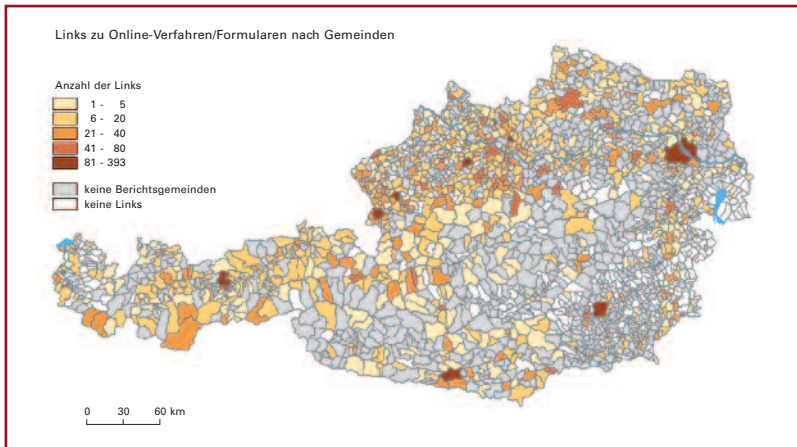 Links zu Online-Verfahren/Formularen nach Gemeinden
Anzahl der Links
1 - 5
6 - 20
21 - 40
41 - 80
81 - 393
keine Berichtsgemeinden
keine Links
0 30 60 km